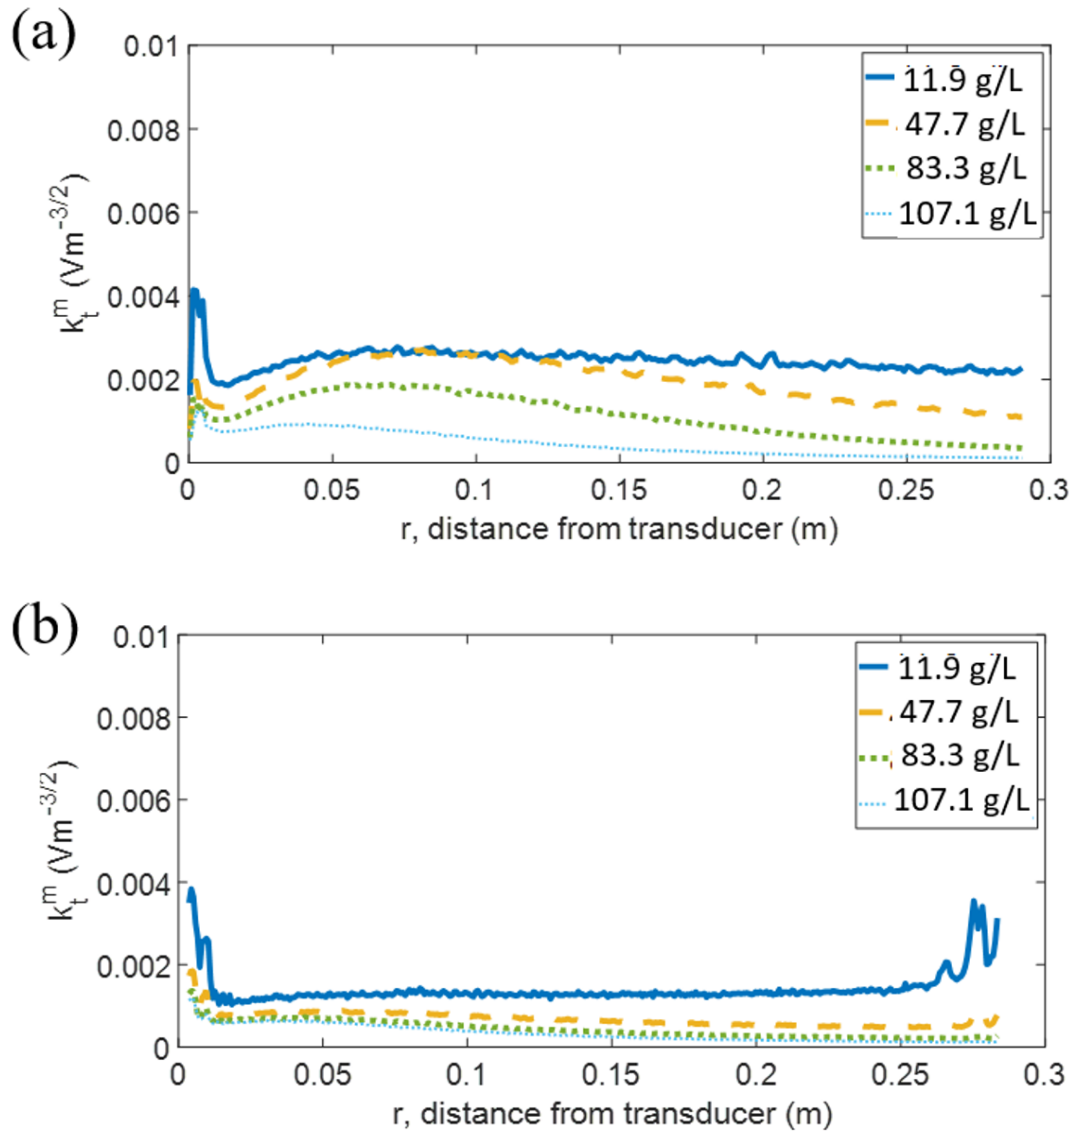 (a)
0.01
0.008
0.006
0.004
0.002
0
k_t^m (Vm^-3/2)
11.9 g/L
47.7 g/L
83.3 g/L
107.1 g/L
0 0.05 0.1 0.15 0.2 0.25 0.3
r, distance from transducer (m)
(b)
0.01
0.008
0.006
0.004
0.002
0
k_t^m (Vm^-3/2)
11.9 g/L
47.7 g/L
83.3 g/L
107.1 g/L
0 0.05 0.1 0.15 0.2 0.25 0.3
r, distance from transducer (m)